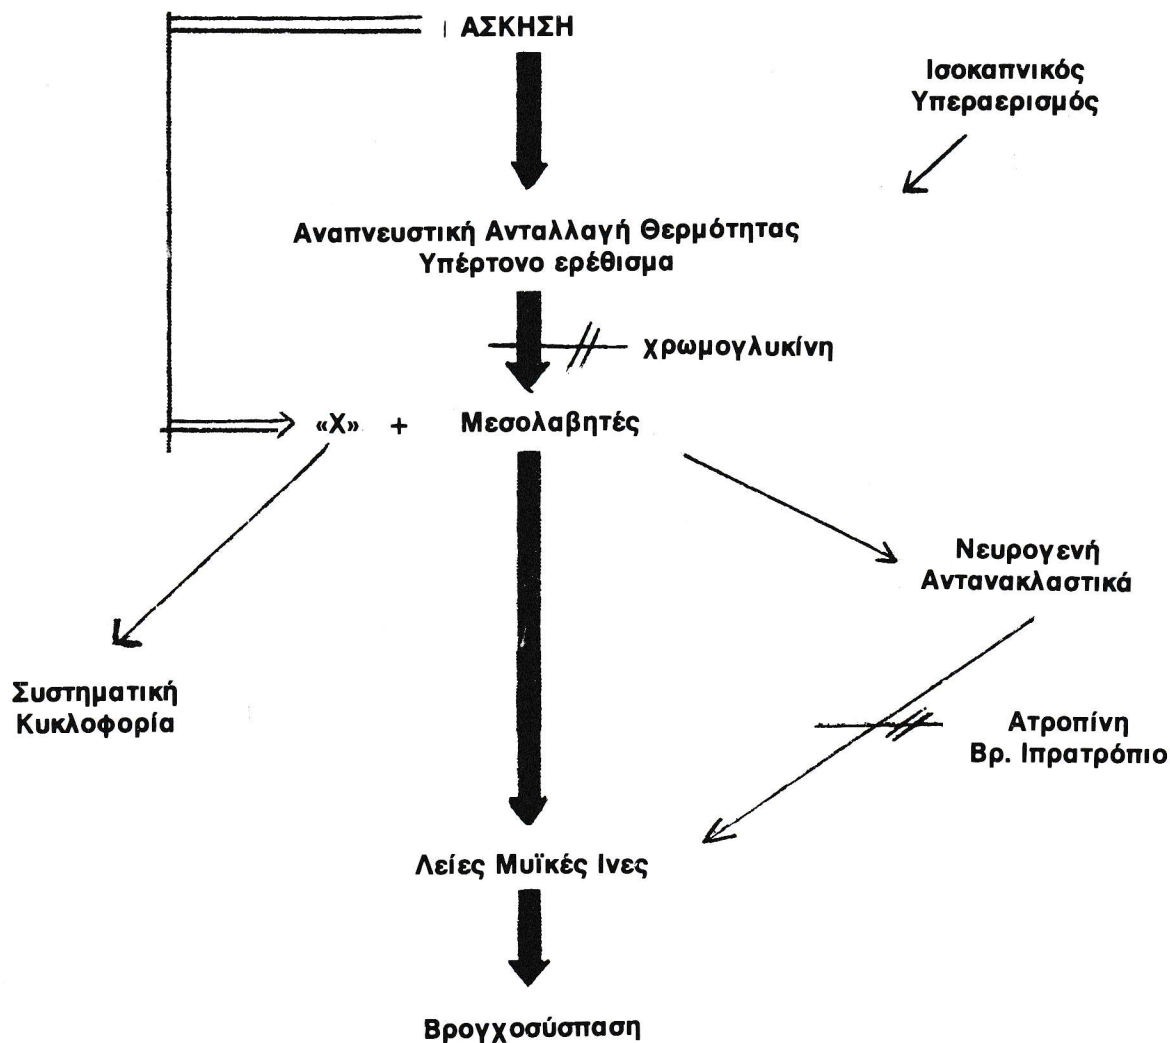 ΑΣΚΗΣΗ
Ισοκαπνικός
Υπεραερισμός
Αναπνευστική Ανταλλαγή Θερμότητας
Υπέρτονο ερέθισμα
χρωμογλυκίνη
«Χ» + Μεσολαβητές
Νευρογενή
Αντανακλαστικά
Συστηματική
Κυκλοφορία
Ατροπίνη
Βρ. Ιπρατρόπιο
Λείες Μυϊκές Ινες
Βρογχοσύσπαση